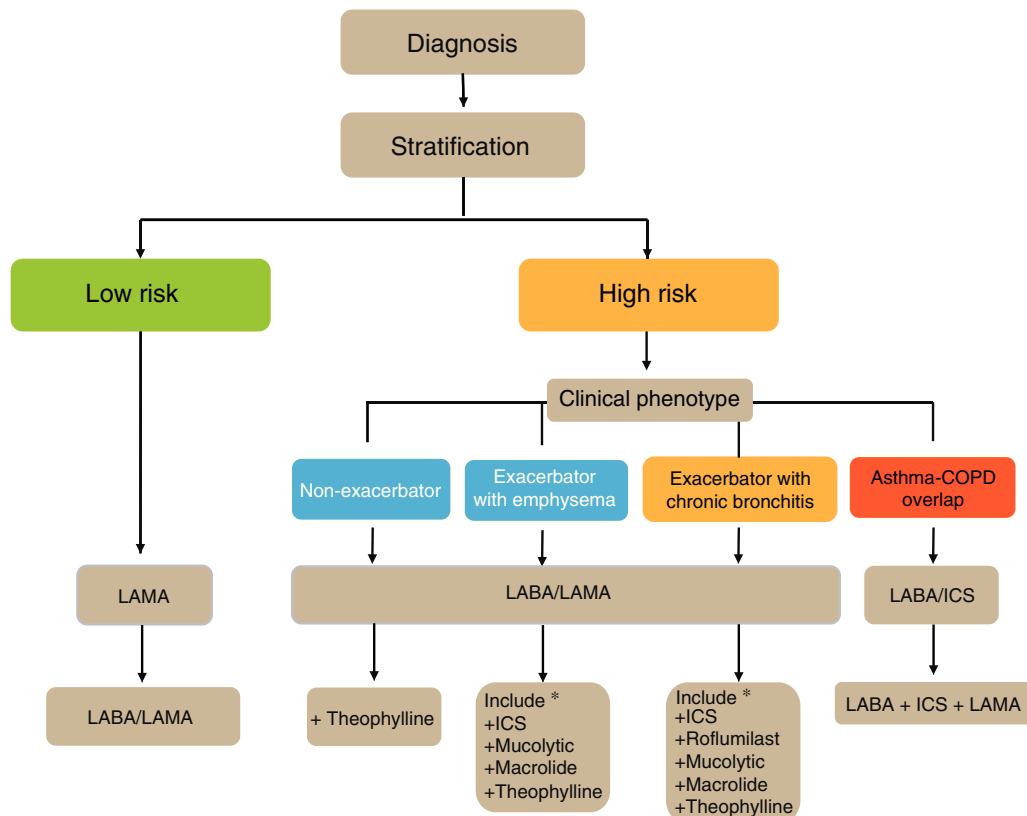 Diagnosis
Stratification
Low risk
High risk
Clinical phenotype
Non-exacerbator
Exacerbator
with emphysema
Exacerbator with
chronic bronchitis
Asthma-COPD
overlap
LAMA
LABA/LAMA
LABA/ICS
LABA/LAMA
+ Theophylline
Include *
+ICS
+Mucolytic
+Macrolide
+Theophylline
Include *
+ICS
+Roflumilast
+Mucolytic
+Macrolide
+Theophylline
LABA + ICS + LAMA